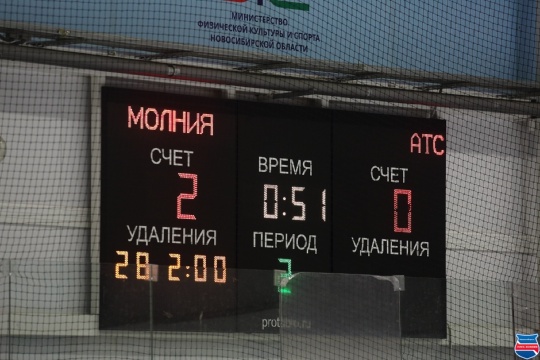 МИНИСТЕРСТВО
ФИЗИЧЕСКОЙ КУЛЬТУРЫ И СПОРТА
НОВОСИБИРСКОЙ ОБЛАСТИ
МОЛНИЯ
АТС
СЧЕТ
ВРЕМЯ
СЧЕТ
2
0:51
0
УДАЛЕНИЯ
ПЕРИОД
УДАЛЕНИЯ
28 2:00